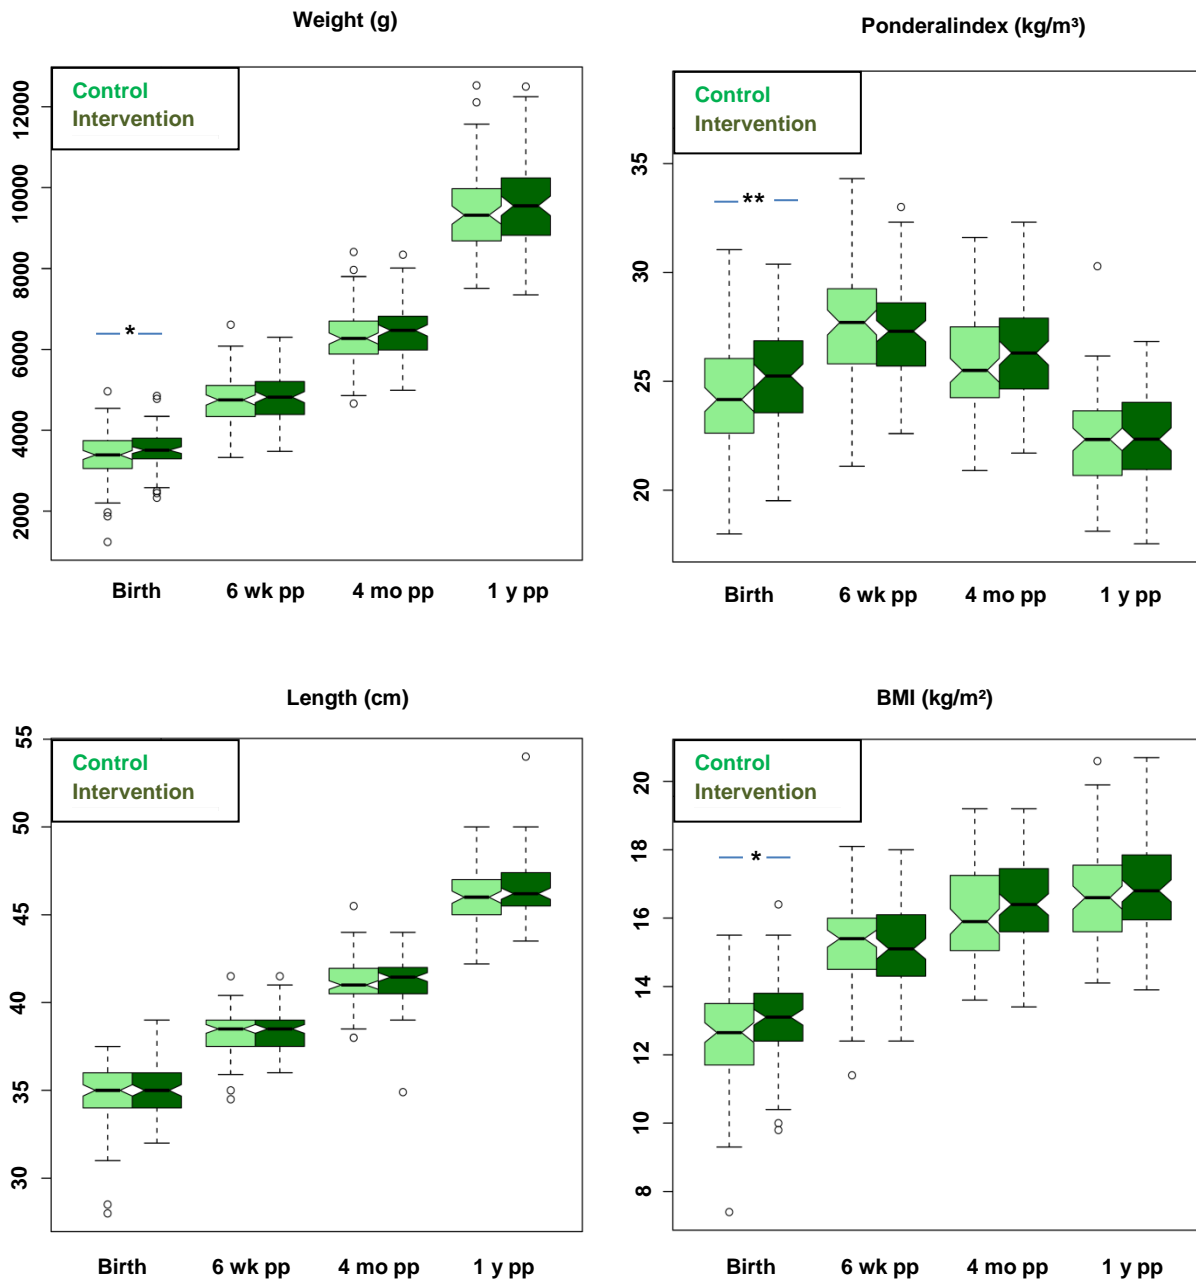 Weight (g)
Control
Intervention
12000
10000
8000
6000
4000
2000
*
Birth 6 wk pp 4 mo pp 1 y pp
Ponderalindex (kg/m³)
Control
Intervention
35
30
25
20
**
Birth 6 wk pp 4 mo pp 1 y pp
Length (cm)
Control
Intervention
55
50
45
40
35
30
Birth 6 wk pp 4 mo pp 1 y pp
BMI (kg/m²)
Control
Intervention
20
18
16
14
12
10
8
*
Birth 6 wk pp 4 mo pp 1 y pp